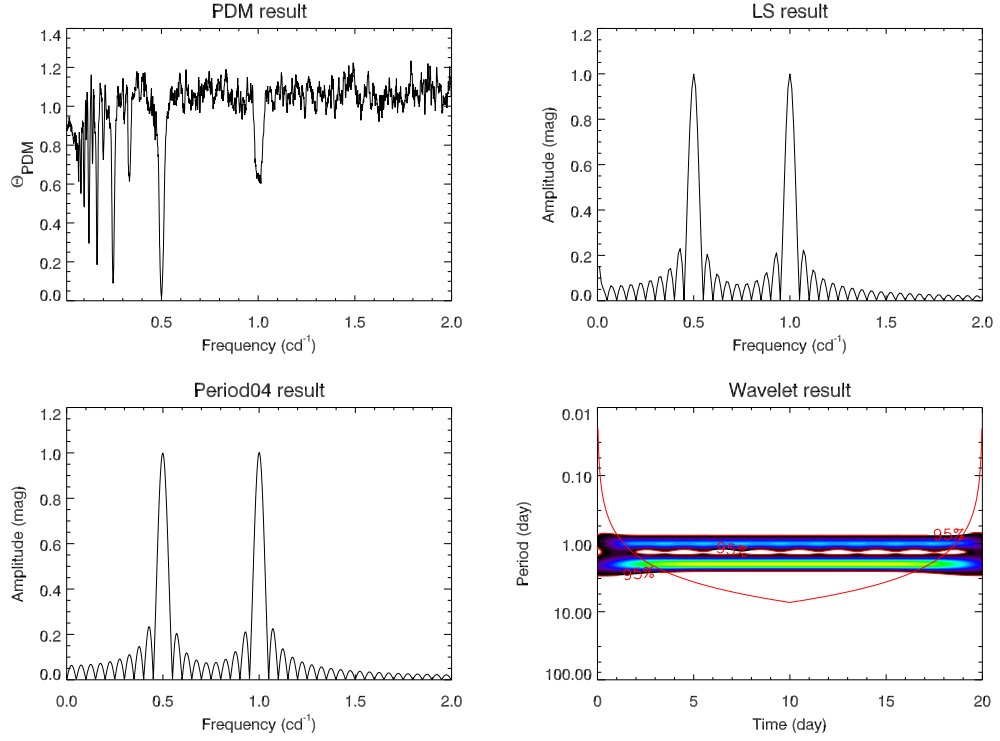 PDM result
1.4
1.2
1.0
0.8
0.6
0.4
0.2
0.0
Θ PDM
0.5 1.0 1.5 2.0
Frequency (cd⁻¹)
LS result
1.2
1.0
0.8
0.6
0.4
0.2
0.0
Amplitude (mag)
0.0 0.5 1.0 1.5 2.0
Frequency (cd⁻¹)
Period04 result
1.2
1.0
0.8
0.6
0.4
0.2
0.0
Amplitude (mag)
0.0 0.5 1.0 1.5 2.0
Frequency (cd⁻¹)
Wavelet result
0.01
0.10
1.00
10.00
100.00
Period (day)
95%
95%
95%
0 5 10 15 20
Time (day)